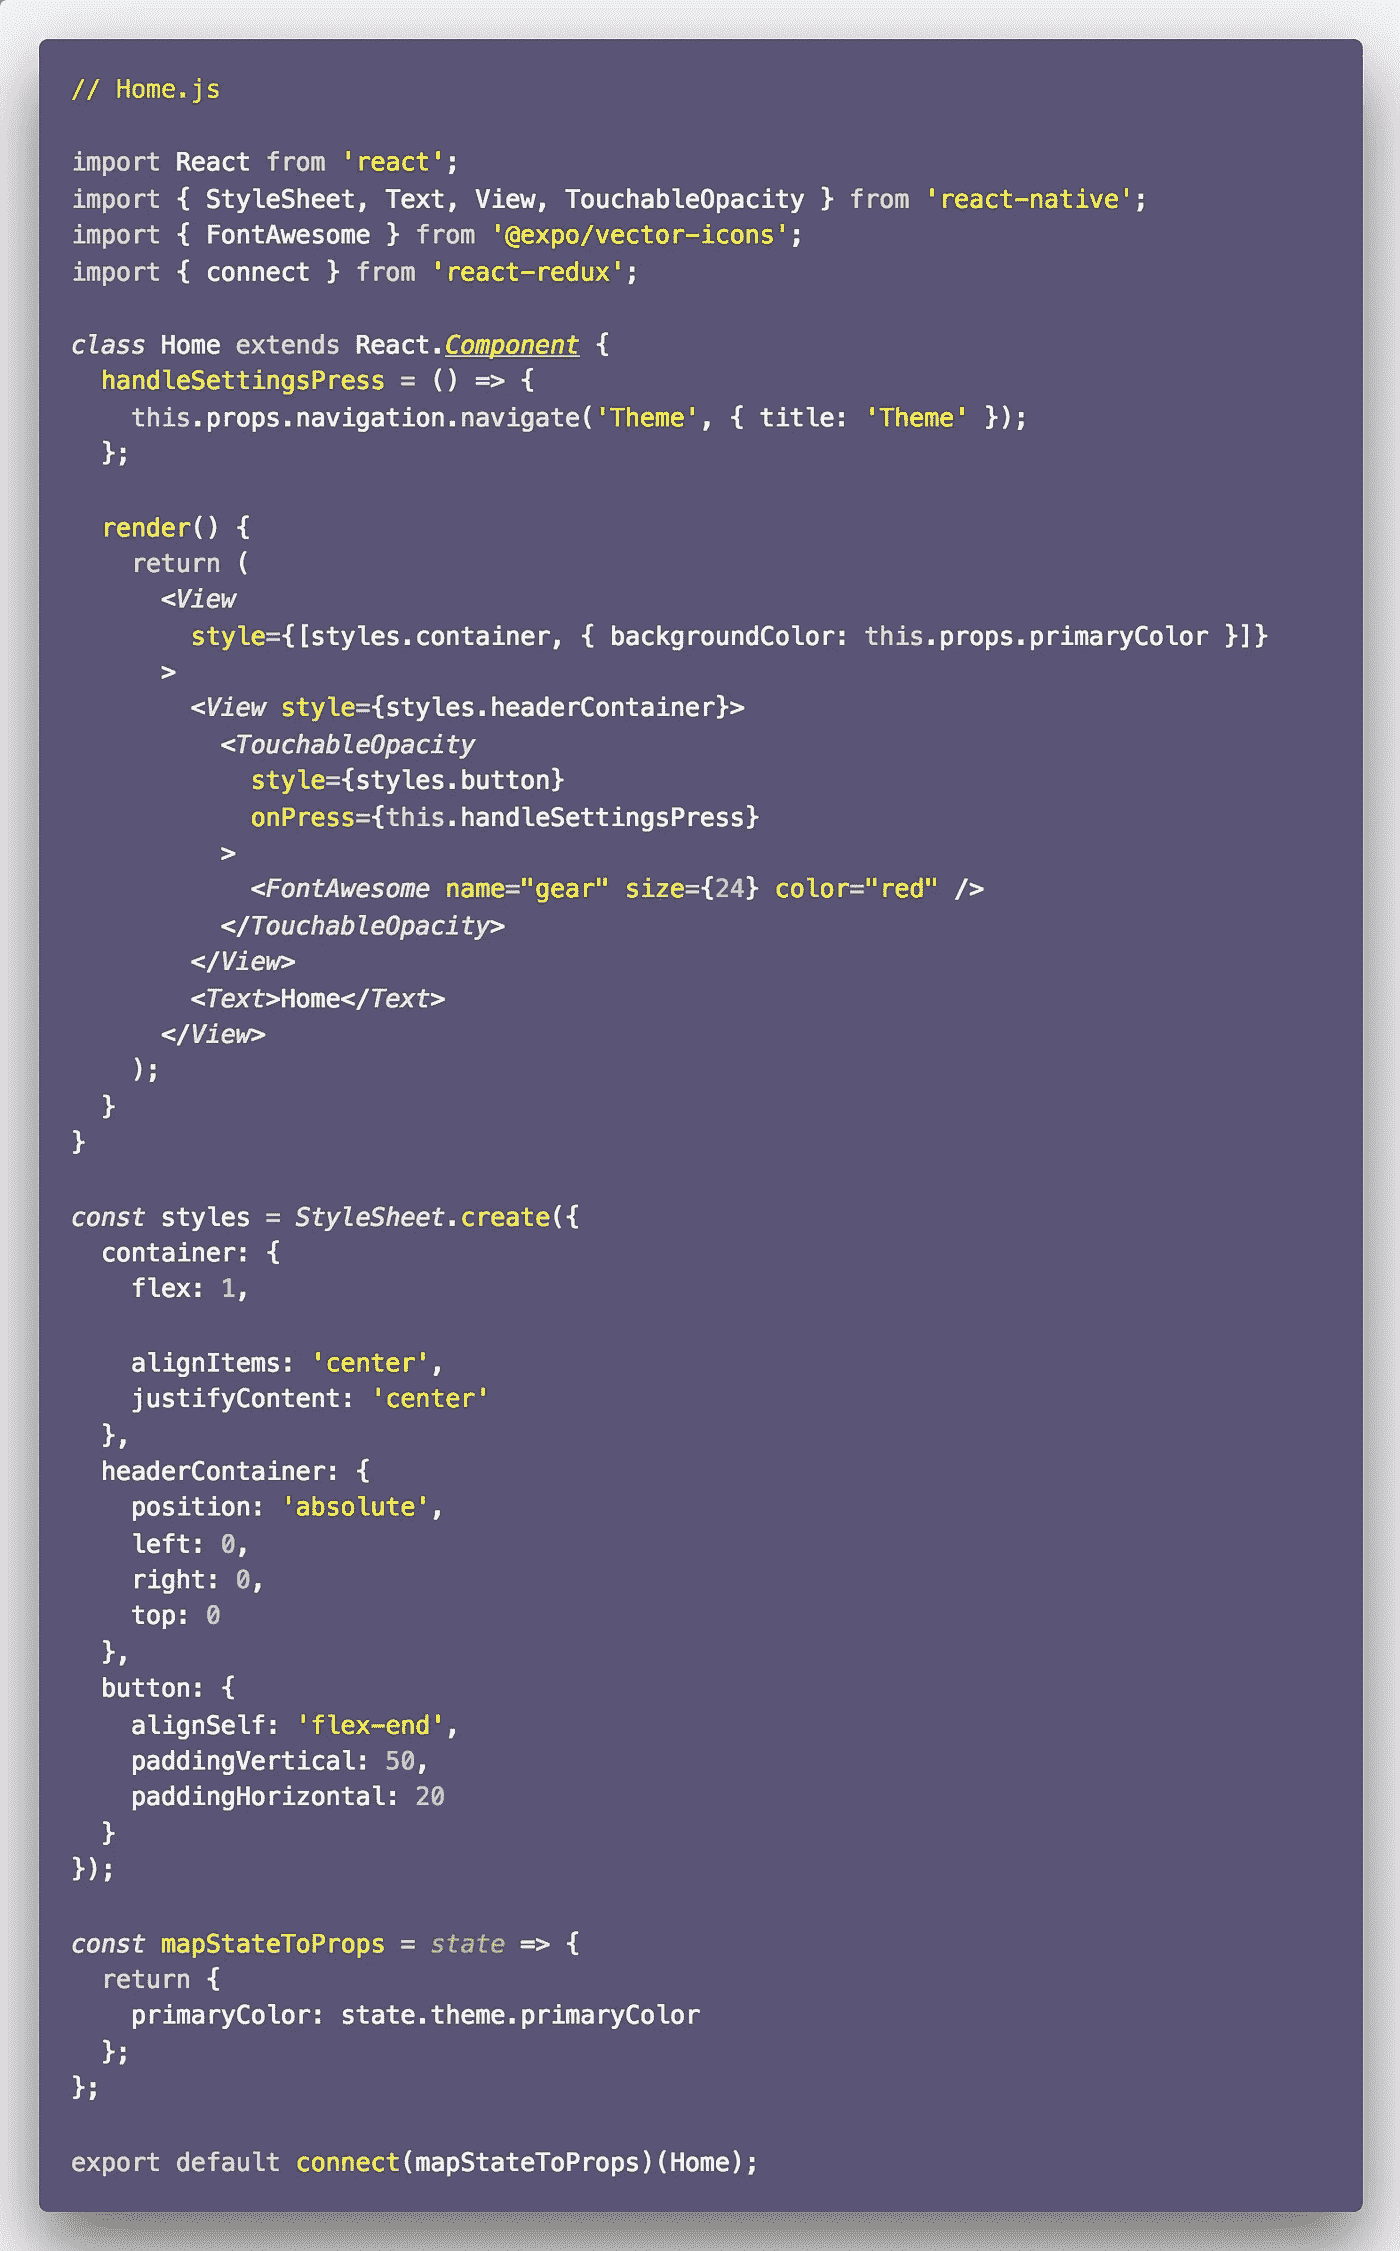 // Home.js

import React from 'react';
import { StyleSheet, Text, View, TouchableOpacity } from 'react-native';
import { FontAwesome } from '@expo/vector-icons';
import { connect } from 'react-redux';

class Home extends React.Component {
  handleSettingsPress = () => {
    this.props.navigation.navigate('Theme', { title: 'Theme' });
  };

  render() {
    return (
      <View
        style={[styles.container, { backgroundColor: this.props.primaryColor }]}
      >
        <View style={styles.headerContainer}>
          <TouchableOpacity
            style={styles.button}
            onPress={this.handleSettingsPress}
          >
            <FontAwesome name="gear" size={24} color="red" />
          </TouchableOpacity>
        </View>
        <Text>Home</Text>
      </View>
    );
  }
}

const styles = StyleSheet.create({
  container: {
    flex: 1,

    alignItems: 'center',
    justifyContent: 'center'
  },
  headerContainer: {
    position: 'absolute',
    left: 0,
    right: 0,
    top: 0
  },
  button: {
    alignSelf: 'flex-end',
    paddingVertical: 50,
    paddingHorizontal: 20
  }
});

const mapStateToProps = state => {
  return {
    primaryColor: state.theme.primaryColor
  };
};

export default connect(mapStateToProps)(Home);